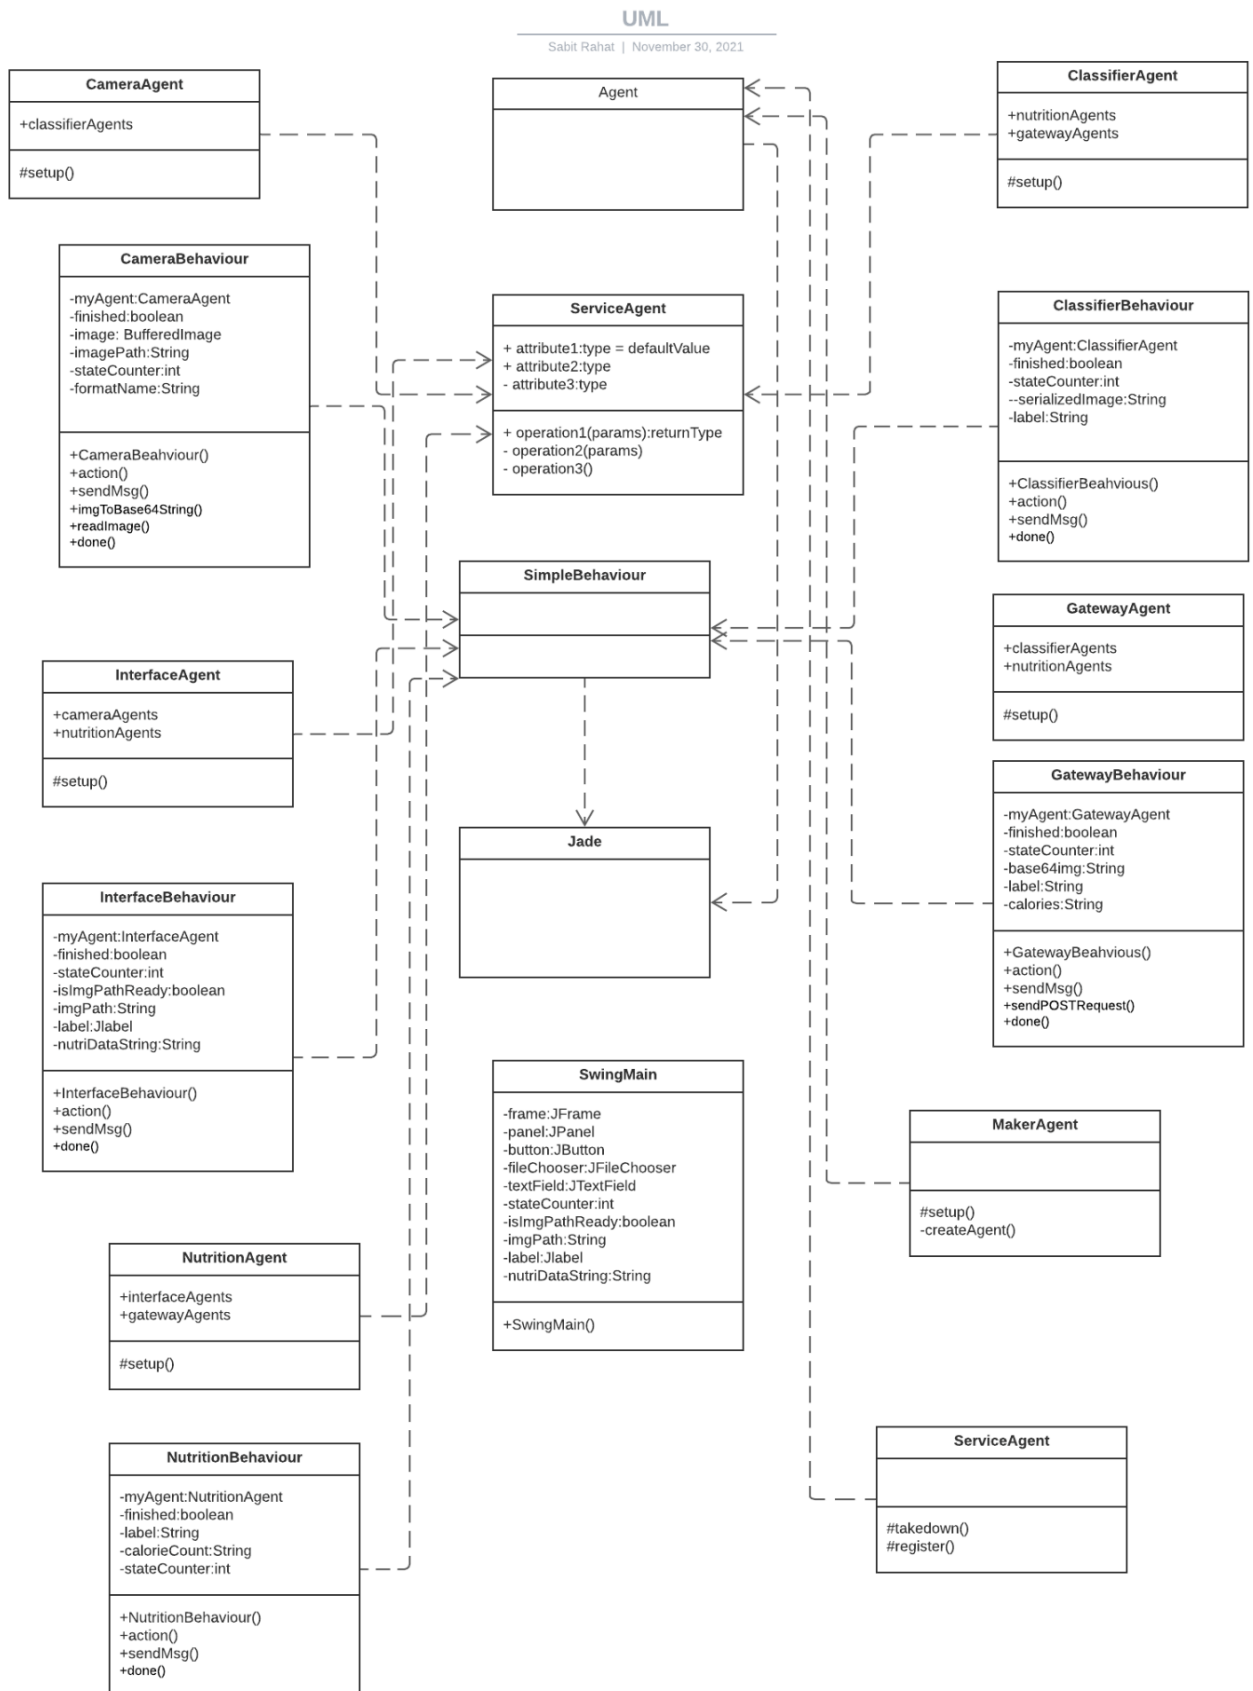 UML
Sabit Rahat | November 30, 2021
CameraAgent
+classifierAgents
#setup()
Agent
ClassifierAgent
+nutritionAgents
+gatewayAgents
#setup()
CameraBehaviour
-myAgent:CameraAgent
-finished:boolean
-image: BufferedImage
-imagePath:String
-stateCounter:int
-formatName:String
+CameraBeahviour()
+action()
+sendMsg()
+imgToBase64String()
+readImage()
+done()
ServiceAgent
+ attribute1:type = defaultValue
+ attribute2:type
- attribute3:type
+ operation1(params):returnType
- operation2(params)
- operation3()
ClassifierBehaviour
-myAgent:ClassifierAgent
-finished:boolean
-stateCounter:int
--serializedImage:String
-label:String
+ClassifierBeahvious()
+action()
+sendMsg()
+done()
SimpleBehaviour
GatewayAgent
+classifierAgents
+nutritionAgents
#setup()
InterfaceAgent
+cameraAgents
+nutritionAgents
#setup()
Jade
GatewayBehaviour
-myAgent:GatewayAgent
-finished:boolean
-stateCounter:int
-base64img:String
-label:String
-calories:String
+GatewayBeahvious()
+action()
+sendMsg()
+sendPOSTRequest()
+done()
InterfaceBehaviour
-myAgent:InterfaceAgent
-finished:boolean
-stateCounter:int
-isImgPathReady:boolean
-imgPath:String
-label:Jlabel
-nutriDataString:String
+InterfaceBehaviour()
+action()
+sendMsg()
+done()
SwingMain
-frame:JFrame
-panel:JPanel
-button:JButton
-fileChooser:JFileChooser
-textField:JTextField
-stateCounter:int
-isImgPathReady:boolean
-imgPath:String
-label:Jlabel
-nutriDataString:String
+SwingMain()
MakerAgent
#setup()
-createAgent()
NutritionAgent
+interfaceAgents
+gatewayAgents
#setup()
ServiceAgent
#takedown()
#register()
NutritionBehaviour
-myAgent:NutritionAgent
-finished:boolean
-label:String
-calorieCount:String
-stateCounter:int
+NutritionBehaviour()
+action()
+sendMsg()
+done()